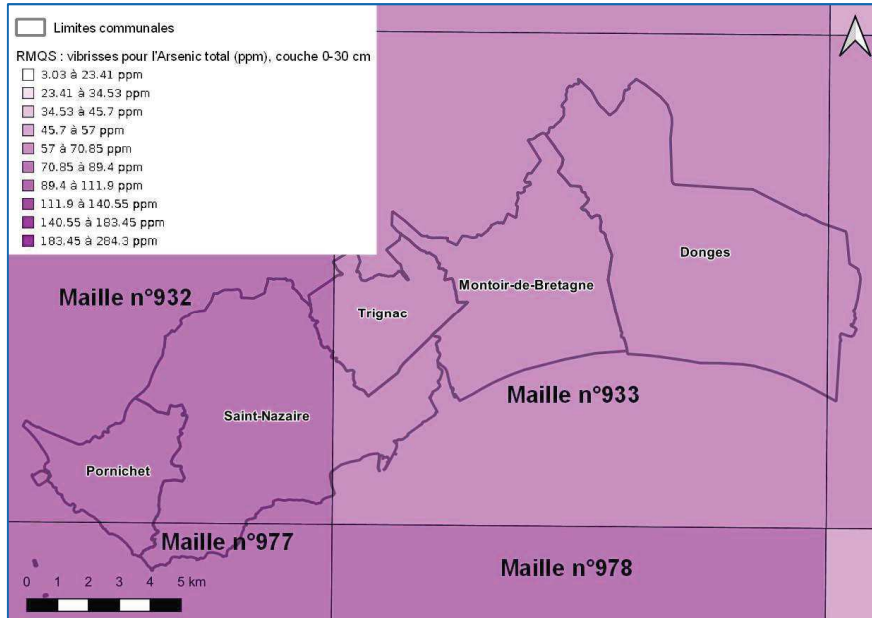 Limites communales
RMQS : vibrisses pour l'Arsenic total (ppm), couche 0-30 cm
3.03 à 23.41 ppm
23.41 à 34.53 ppm
34.53 à 45.7 ppm
45.7 à 57 ppm
57 à 70.85 ppm
70.85 à 89.4 ppm
89.4 à 111.9 ppm
111.9 à 140.55 ppm
140.55 à 183.45 ppm
183.45 à 284.3 ppm
Donges
Montoir-de-Bretagne
Maille n°932
Trignac
Maille n°933
Saint-Nazaire
Pornichet
Maille n°977
Maille n°978
0 1 2 3 4 5 km